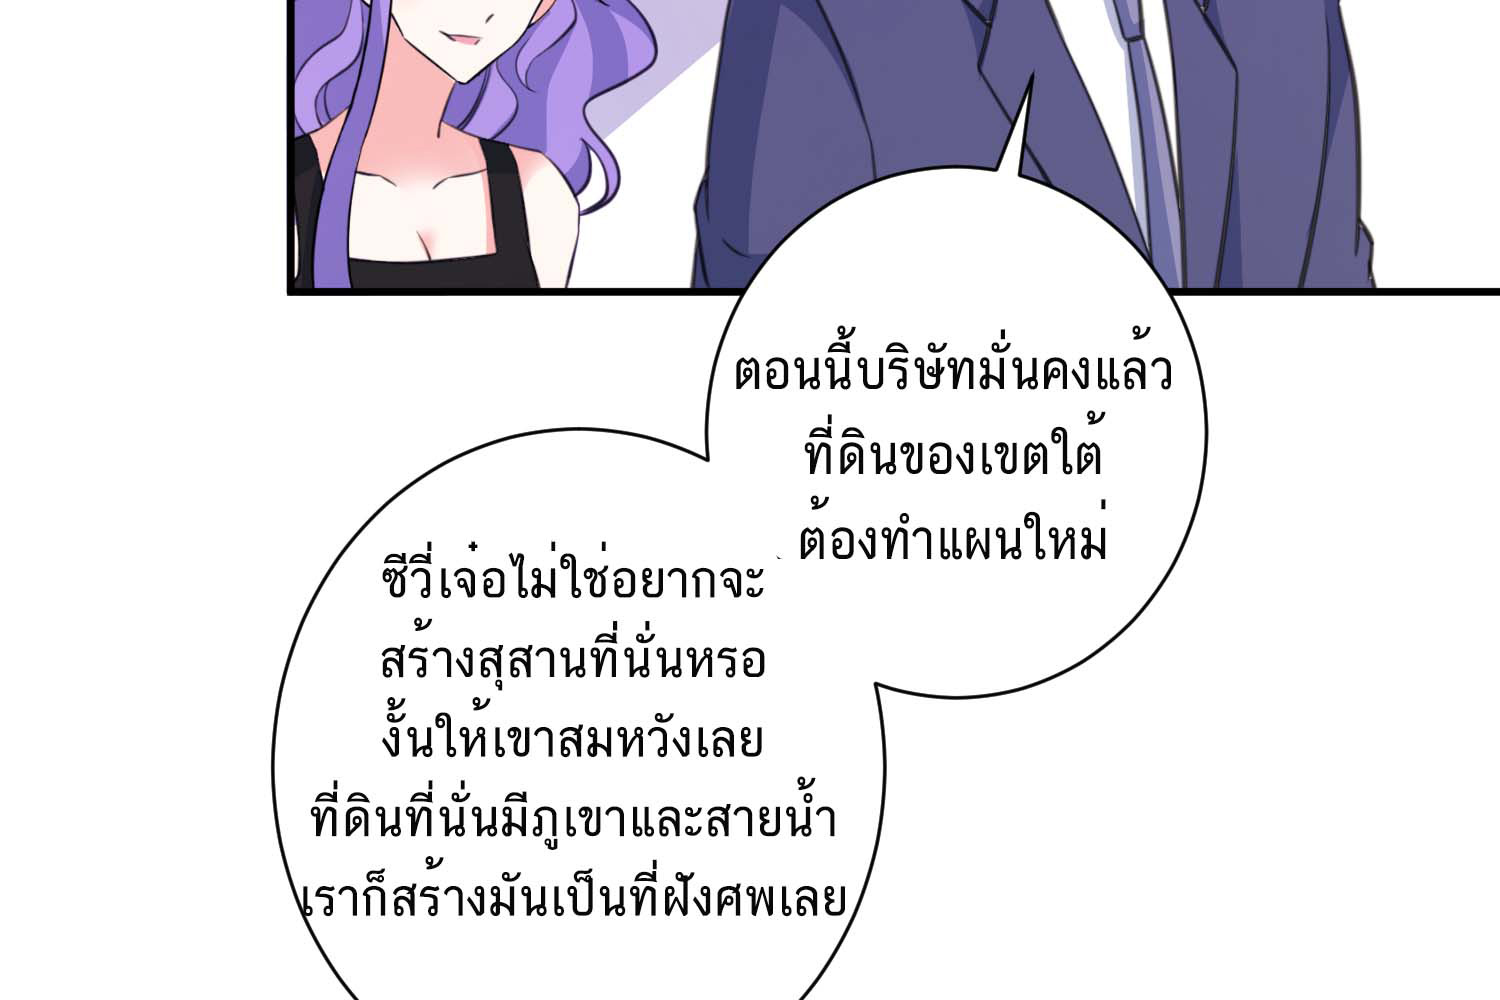 ตอนนี้บริษัทมั่นคงแล้ว
ที่ดินของเขตใต้
ต้องทำแผนใหม่
ซีวี่เจ๋อไม่ใช่อยากจะ
สร้างสุสานที่นั่นหรอ
งั้นให้เขาสมหวังเลย
ที่ดินที่นั่นมีภูเขาและสายน้ำ
เราก็สร้างมันเป็นที่ฝังศพเลย